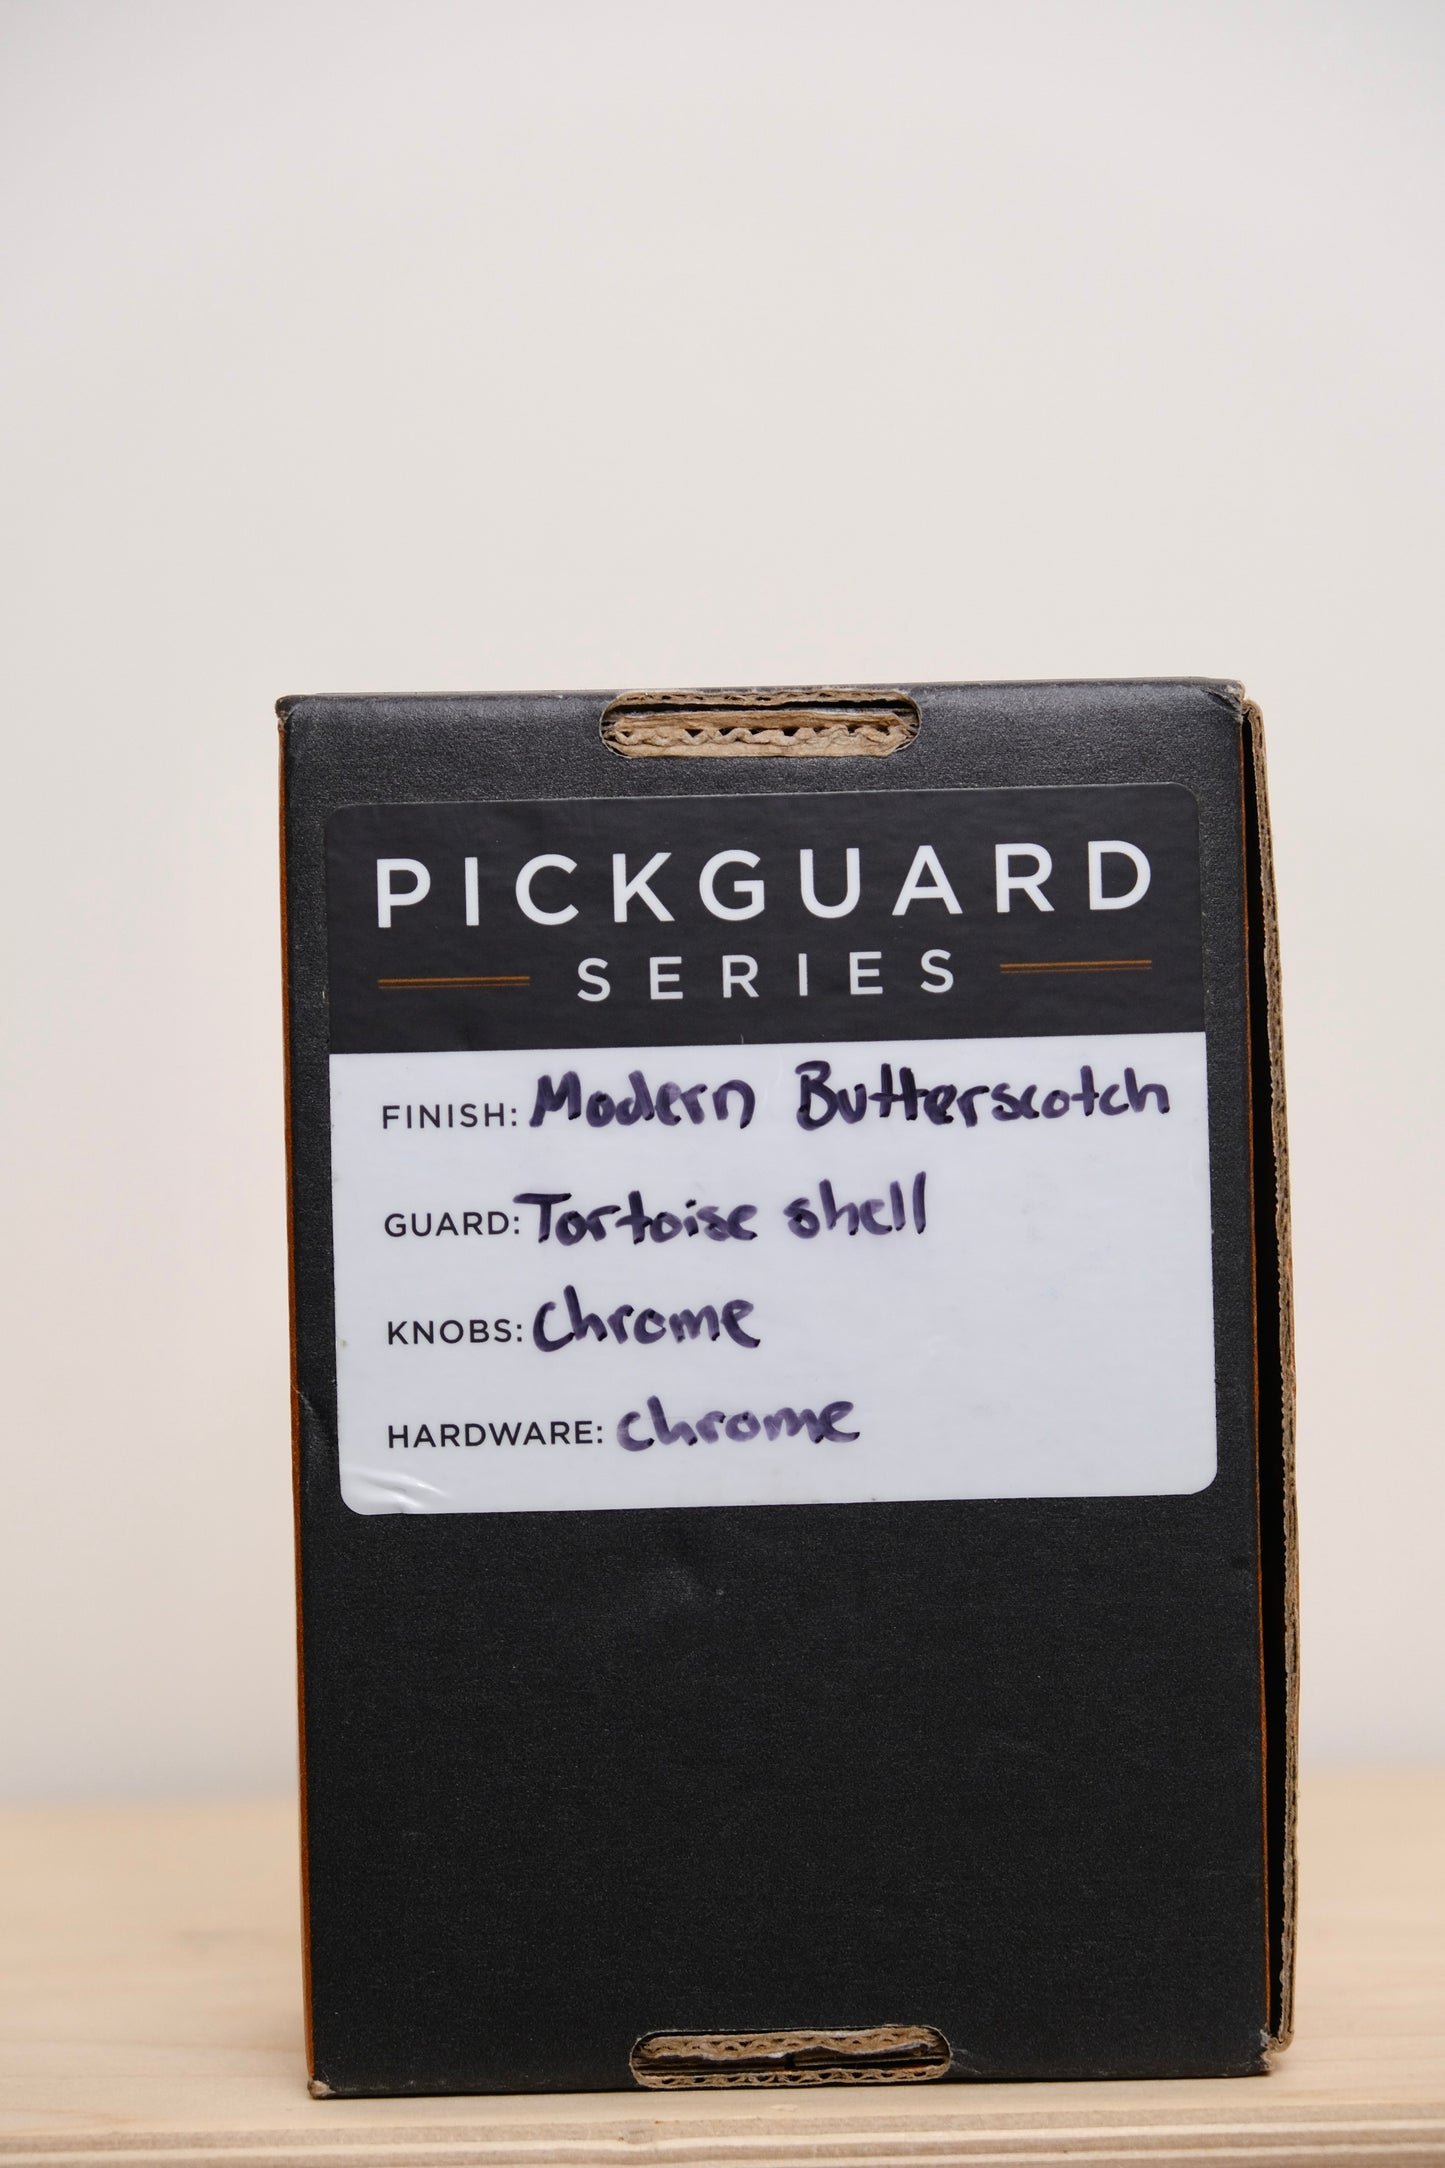 PICKGUARD
SERIES
FINISH: Modern Butterscotch
GUARD: Tortoise shell
KNOBS: Chrome
HARDWARE: chrome